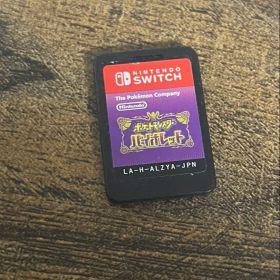 NINTENDO
SWITCH
The Pokémon Company
Nintendo
ポケットモンスター
バイオレット
LA-H-ALZYA-JPN